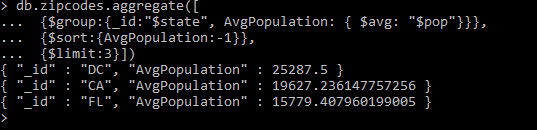 > db.zipcodes.aggregate([
... {$group:{_id:"$state", AvgPopulation: { $avg: "$pop"}}},
... {$sort:{AvgPopulation:-1}},
... {$limit:3}])
{ "_id" : "DC", "AvgPopulation" : 25287.5 }
{ "_id" : "CA", "AvgPopulation" : 19627.236147757256 }
{ "_id" : "FL", "AvgPopulation" : 15779.407960199005 }
>